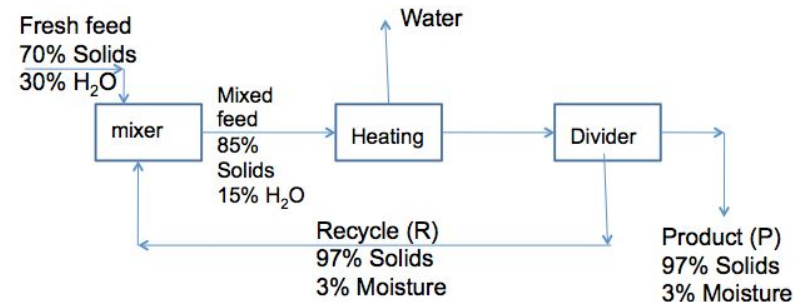 Fresh feed
70% Solids
30% H₂O
mixer
Mixed
feed
85%
Solids
15% H₂O
Water
Heating
Divider
Recycle (R)
97% Solids
3% Moisture
Product (P)
97% Solids
3% Moisture